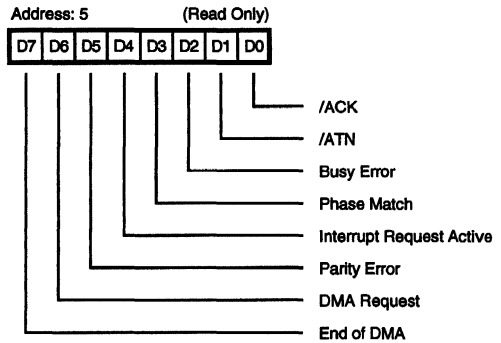 Address: 5 (Read Only)
D7 D6 D5 D4 D3 D2 D1 D0
/ACK
/ATN
Busy Error
Phase Match
Interrupt Request Active
Parity Error
DMA Request
End of DMA